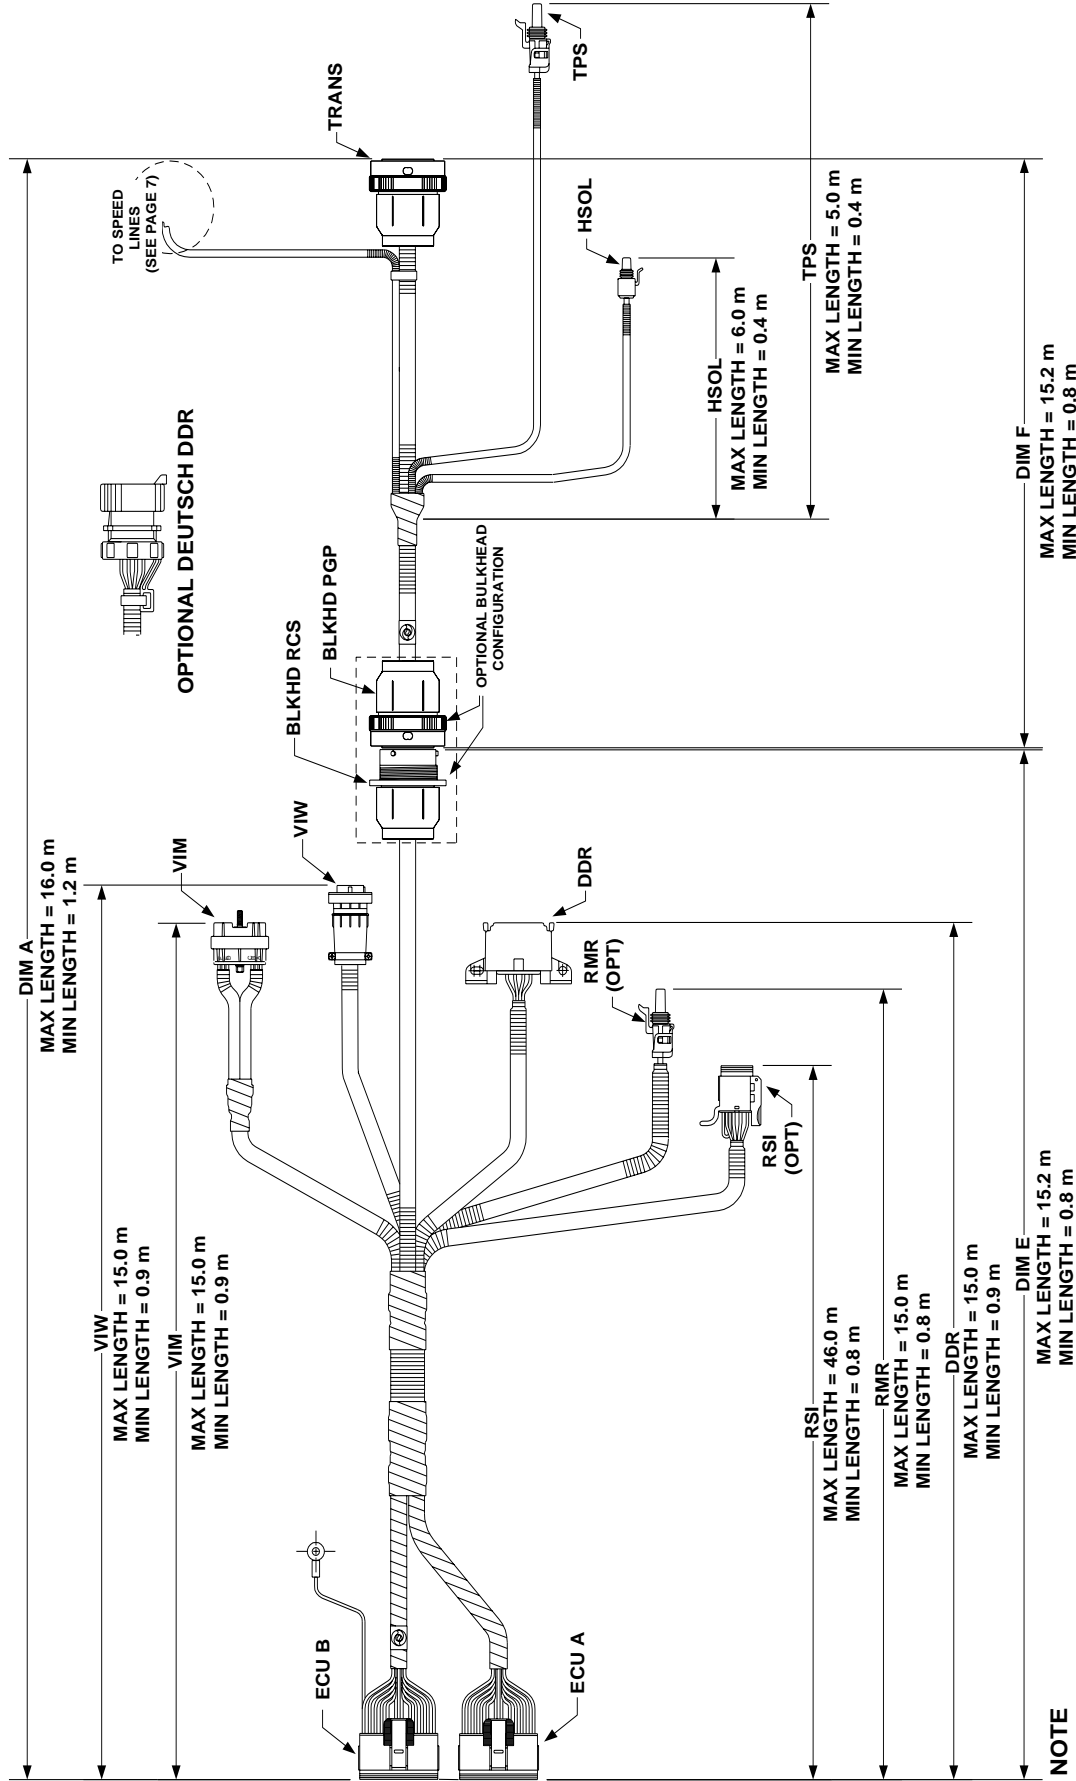 DIM A
MAX LENGTH = 16.0 m
MIN LENGTH = 1.2 m
VIW
MAX LENGTH = 15.0 m
MIN LENGTH = 0.9 m
VIM
MAX LENGTH = 15.0 m
MIN LENGTH = 0.9 m
TO SPEED
LINES
(SEE PAGE 7)
OPTIONAL DEUTSCH DDR
VIM
VIW
BLKHD RCS
BLKHD PGP
TRANS
ECU B
ECU A
OPTIONAL BULKHEAD
CONFIGURATION
TPS
HSOL
DDR
RMR
(OPT)
RSI
(OPT)
HSOL
MAX LENGTH = 6.0 m
MIN LENGTH = 0.4 m
TPS
MAX LENGTH = 5.0 m
MIN LENGTH = 0.4 m
RSI
MAX LENGTH = 46.0 m
MIN LENGTH = 0.8 m
RMR
MAX LENGTH = 15.0 m
MIN LENGTH = 0.8 m
DDR
MAX LENGTH = 15.0 m
MIN LENGTH = 0.9 m
DIM E
MAX LENGTH = 15.2 m
MIN LENGTH = 0.8 m
DIM F
MAX LENGTH = 15.2 m
MIN LENGTH = 0.8 m
NOTE